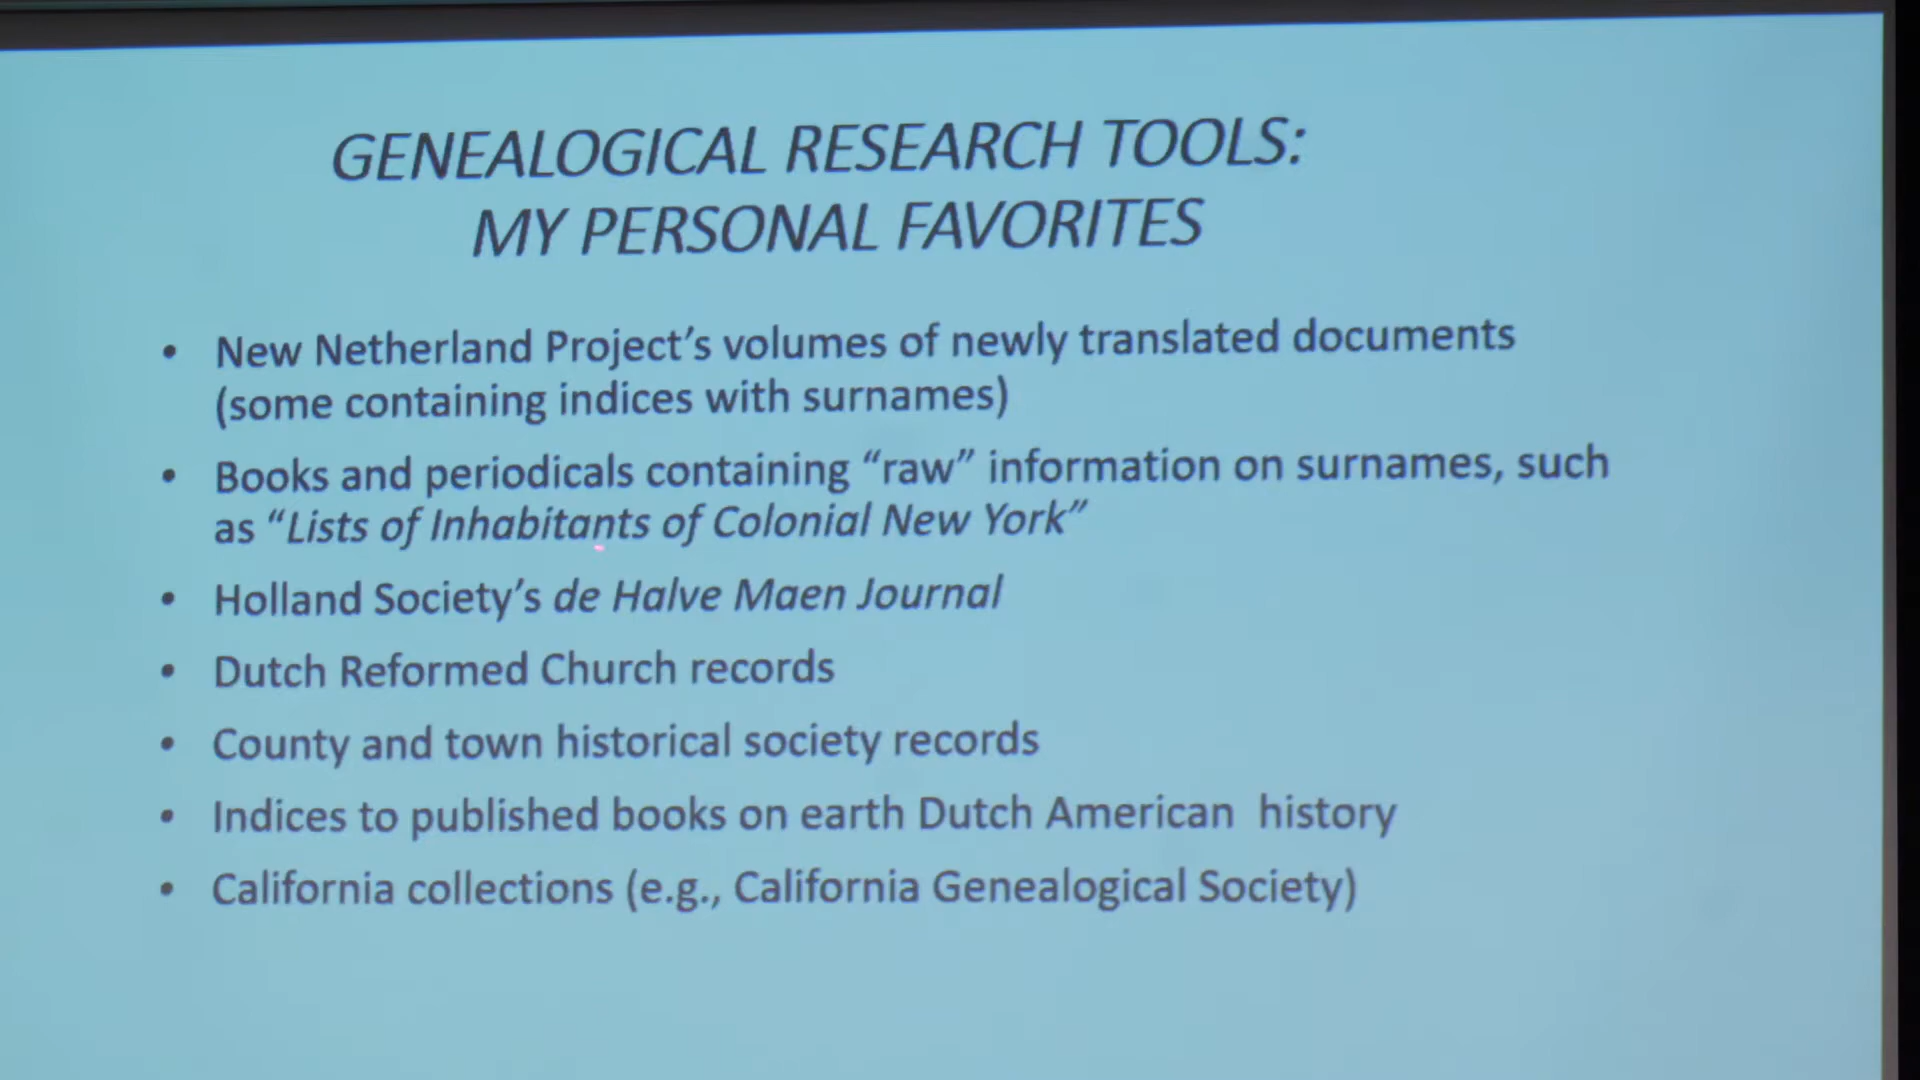 GENEALOGICAL RESEARCH TOOLS:
MY PERSONAL FAVORITES
• New Netherland Project's volumes of newly translated documents
(some containing indices with surnames)
• Books and periodicals containing “raw” information on surnames, such
as “Lists of Inhabitants of Colonial New York”
• Holland Society's de Halve Maen Journal
• Dutch Reformed Church records
• County and town historical society records
• Indices to published books on earth Dutch American history
• California collections (e.g., California Genealogical Society)